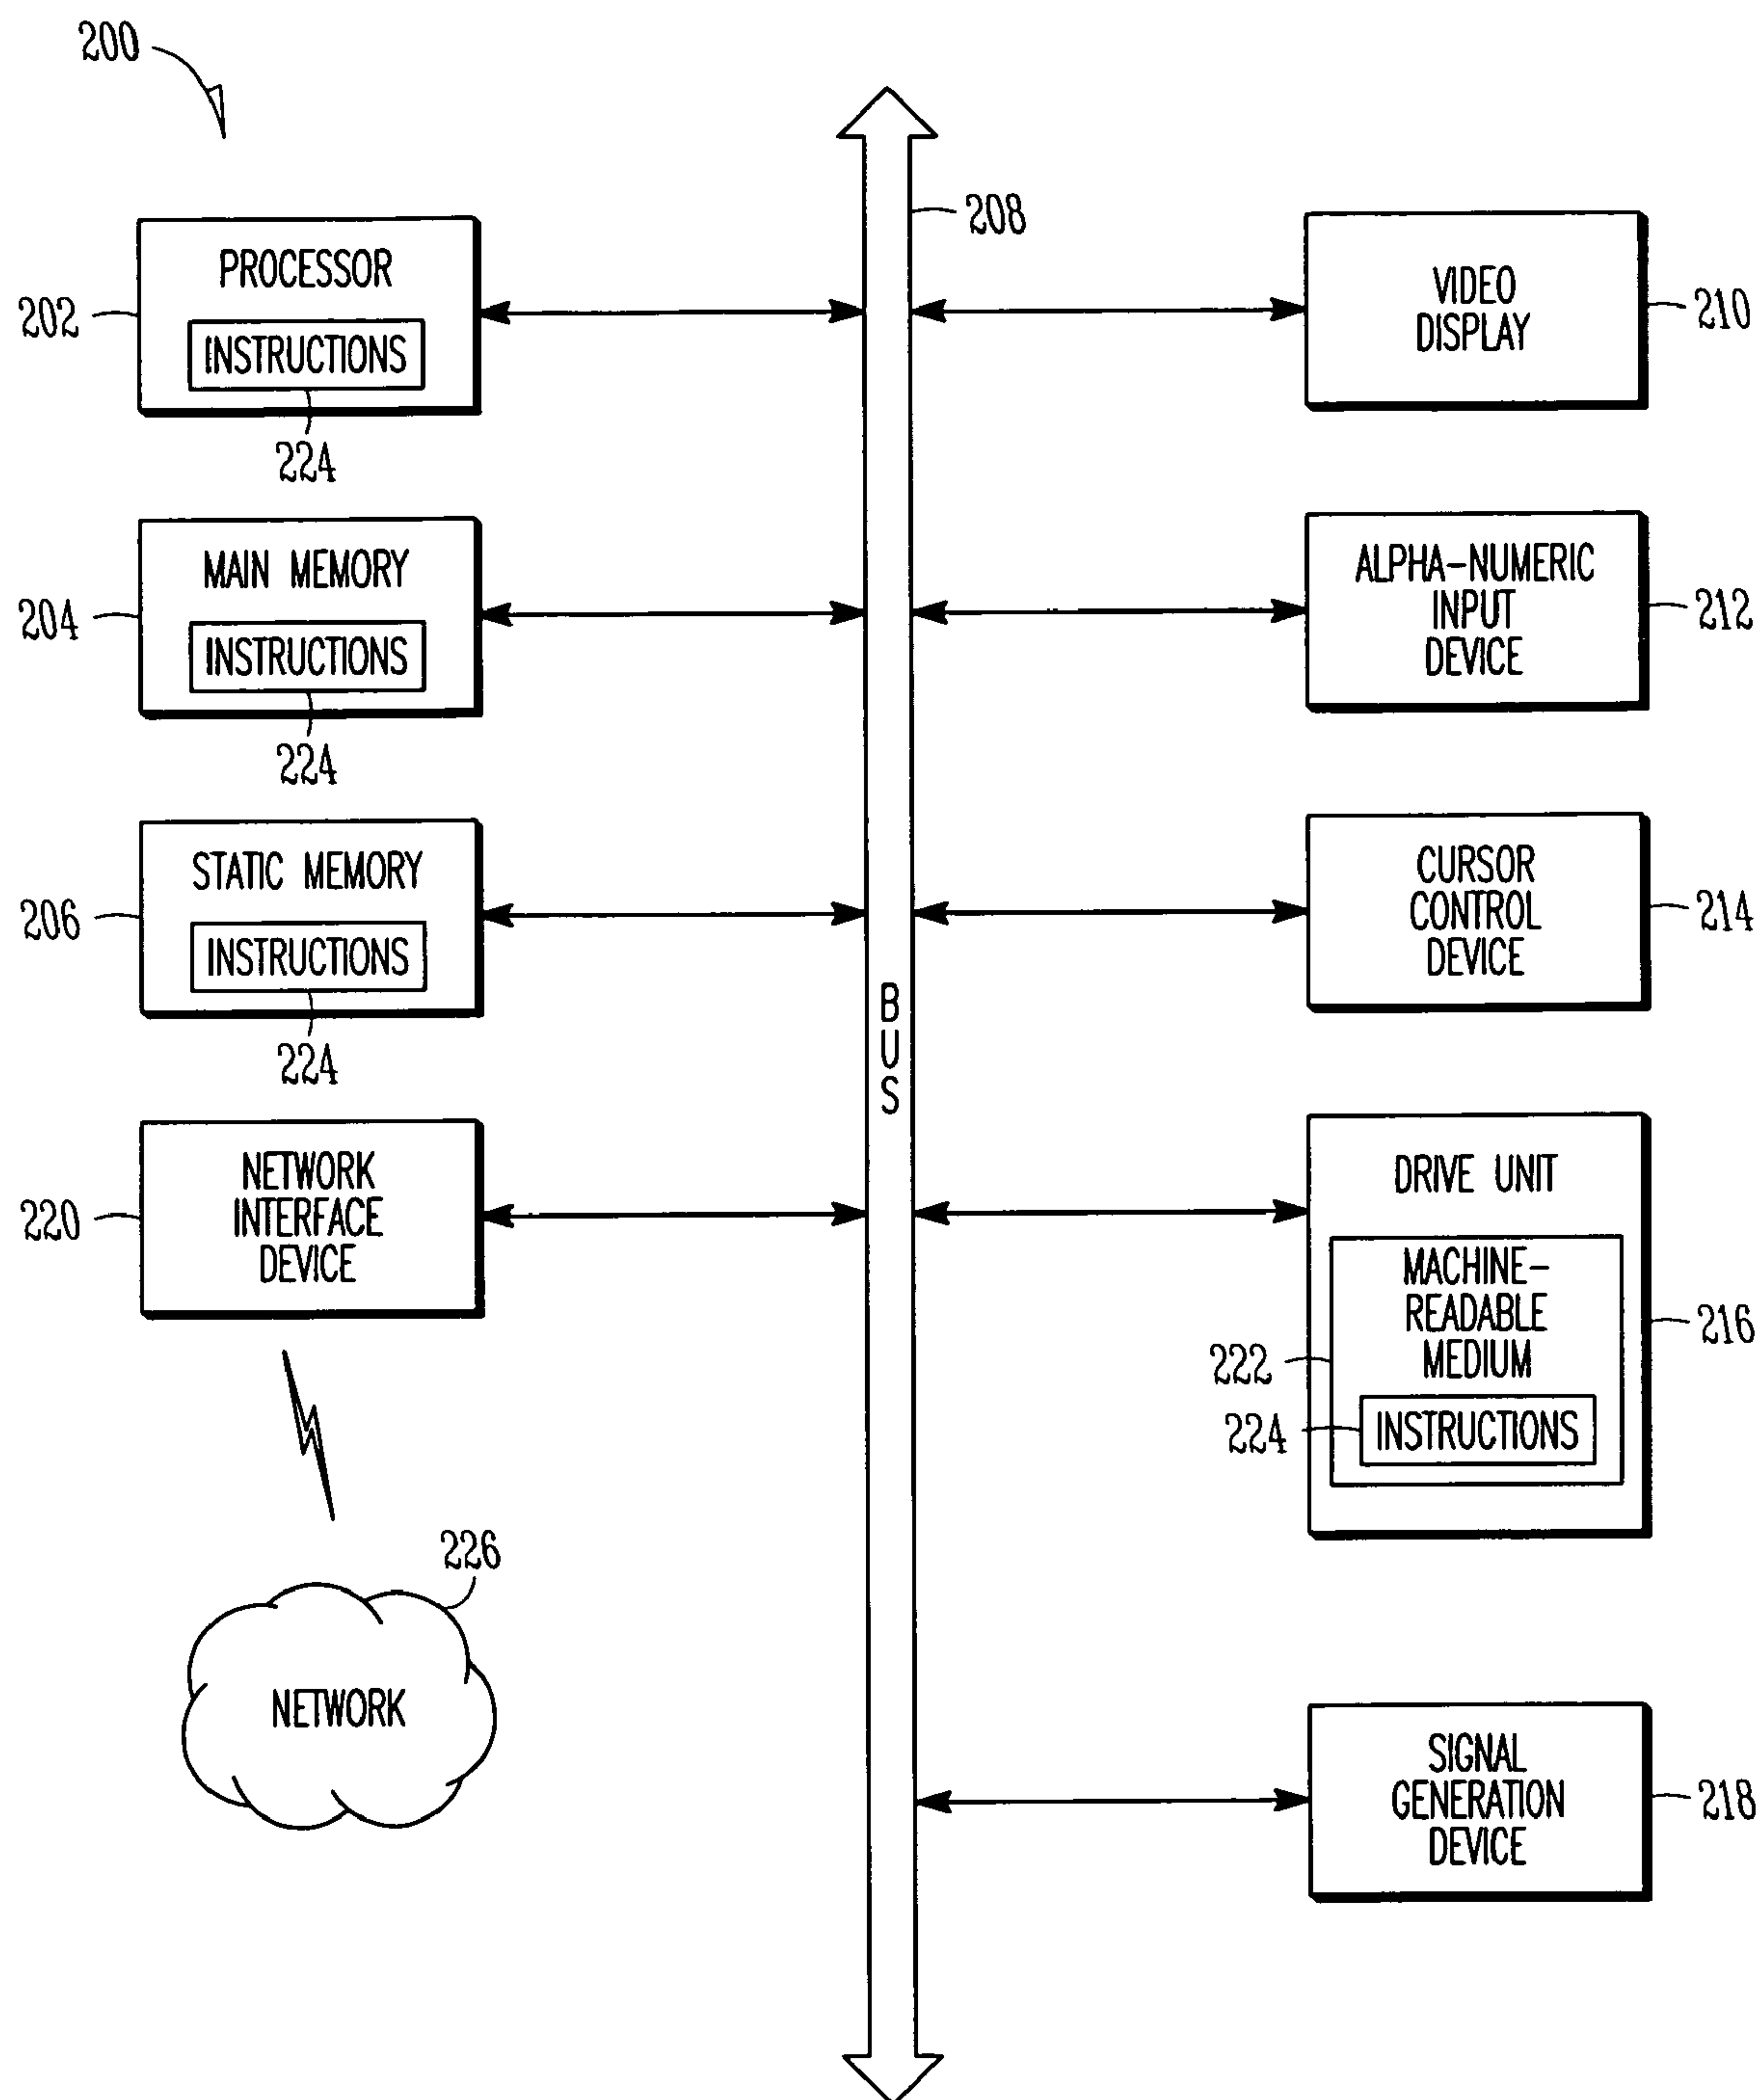 200
208
PROCESSOR
INSTRUCTIONS
202
224
MAIN MEMORY
INSTRUCTIONS
204
224
STATIC MEMORY
INSTRUCTIONS
206
224
NETWORK
INTERFACE
DEVICE
220
226
NETWORK
BUS
VIDEO
DISPLAY
210
ALPHA-NUMERIC
INPUT
DEVICE
212
CURSOR
CONTROL
DEVICE
214
DRIVE UNIT
MACHINE-
READABLE
MEDIUM
216
222
224
INSTRUCTIONS
SIGNAL
GENERATION
DEVICE
218